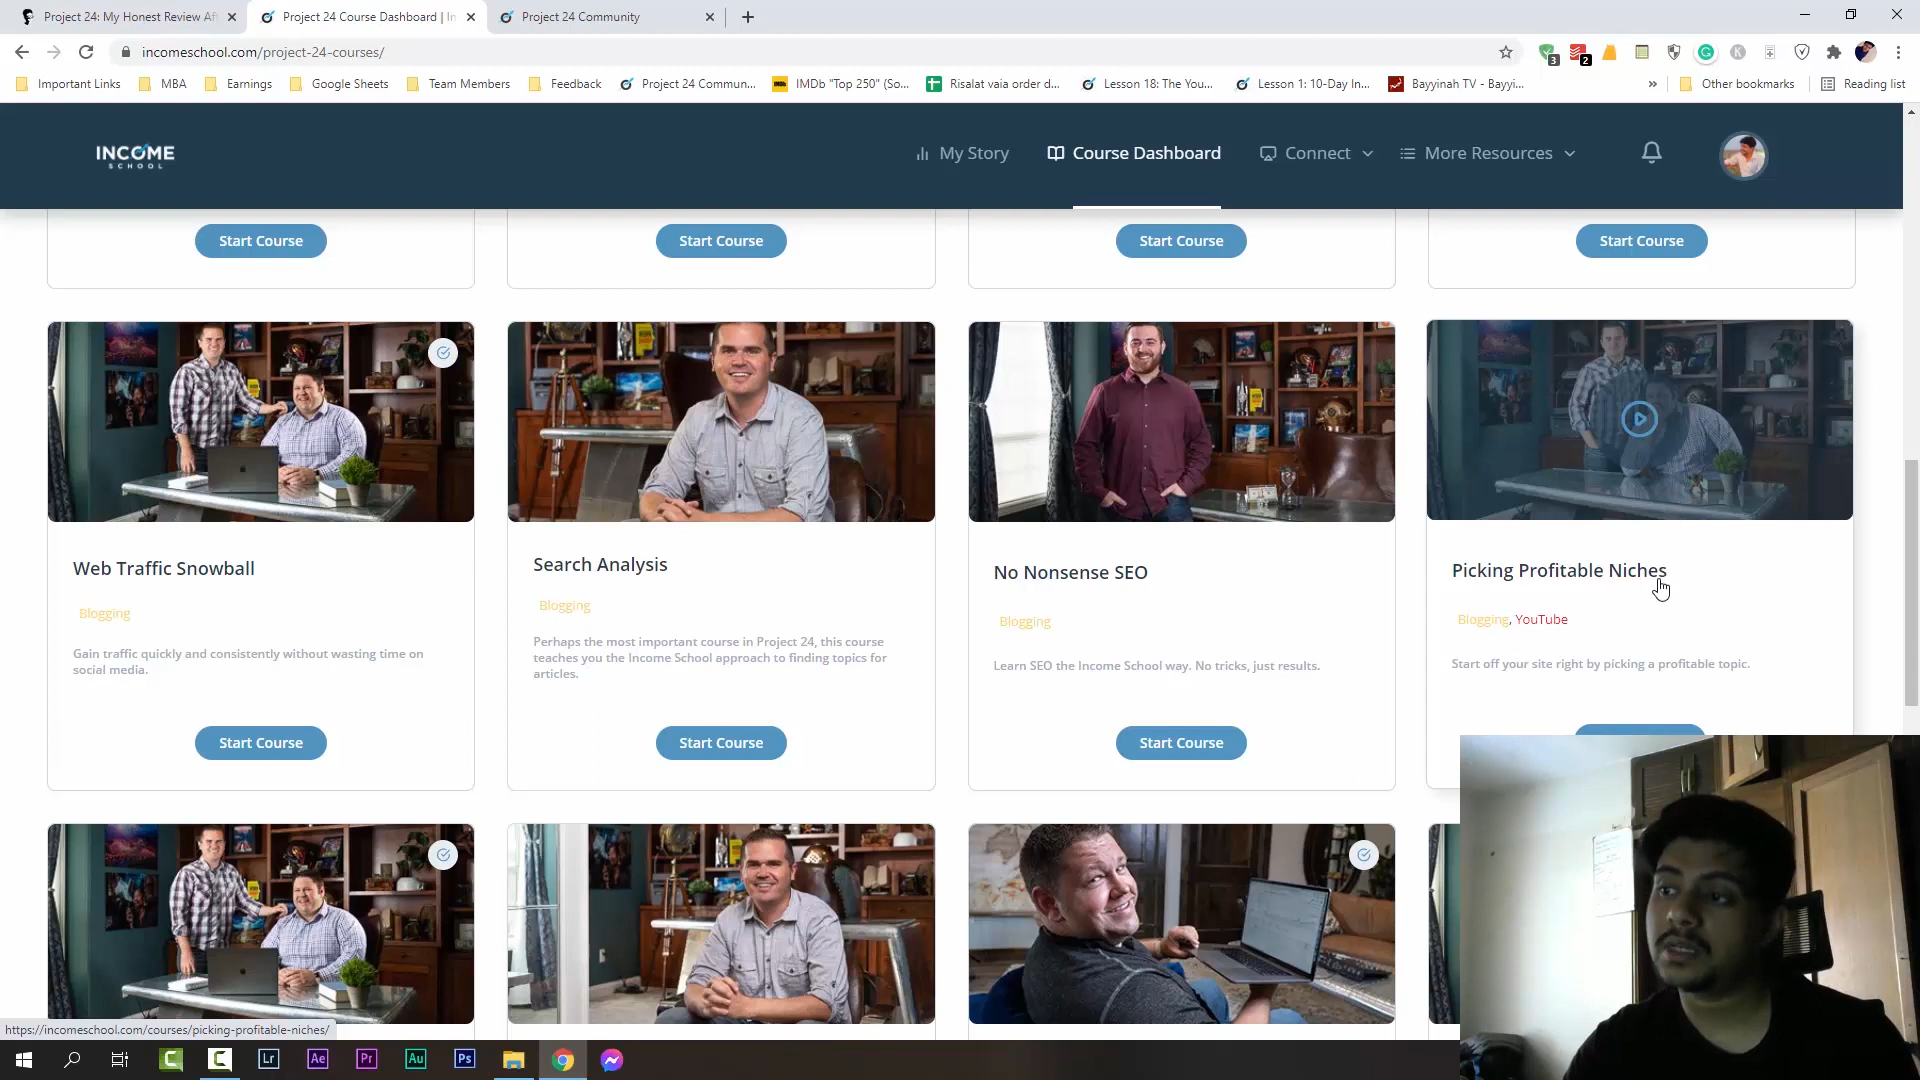 Project 24: My Honest Review Af
Project 24 Course Dashboard | In
Project 24 Community
incomeschool.com/project-24-courses/
3
2
Important Links
MBA
Earnings
Google Sheets
Team Members
Feedback
Project 24 Commun...
IMDb "Top 250" (So...
Risalat vaia order d...
Lesson 18: The You...
Lesson 1: 10-Day In...
Bayyinah TV - Bayyi...
»
Other bookmarks
Reading list
INCOME
SCHOOL
My Story
Course Dashboard
Connect
More Resources
Start Course
Start Course
Start Course
Start Course
Web Traffic Snowball
Blogging
Gain traffic quickly and consistently without wasting time on
social media.
Start Course
Search Analysis
Blogging
Perhaps the most important course in Project 24, this course
teaches you the Income School approach to finding topics for
articles.
Start Course
No Nonsense SEO
Blogging
Learn SEO the Income School way. No tricks, just results.
Start Course
Picking Profitable Niches
Blogging, YouTube
Start off your site right by picking a profitable topic.
https://incomeschool.com/courses/picking-profitable-niches/
Lr
Ae
Pr
Au
Ps